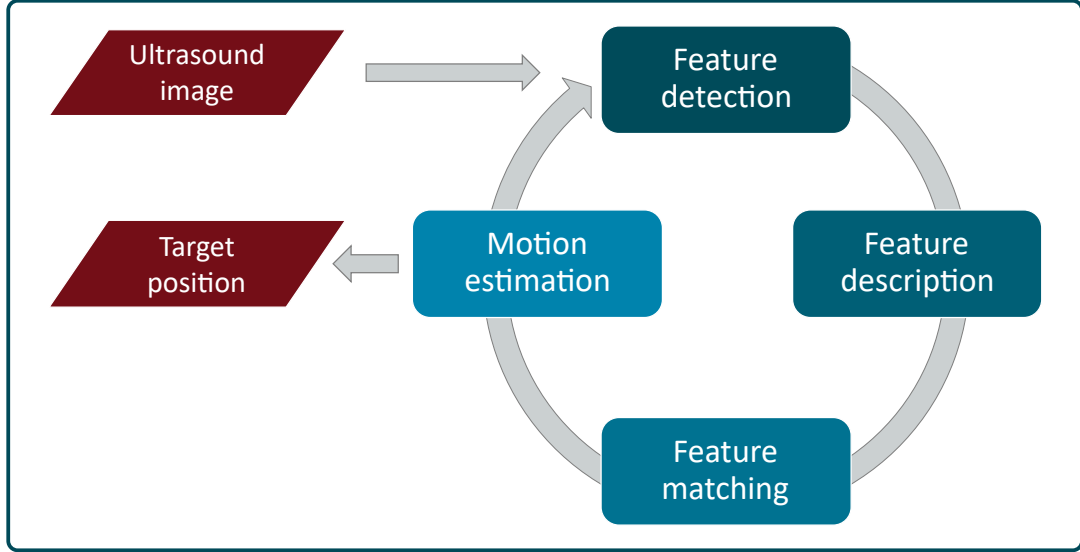 Ultrasound
image
Feature
detection
Target
position
Motion
estimation
Feature
description
Feature
matching